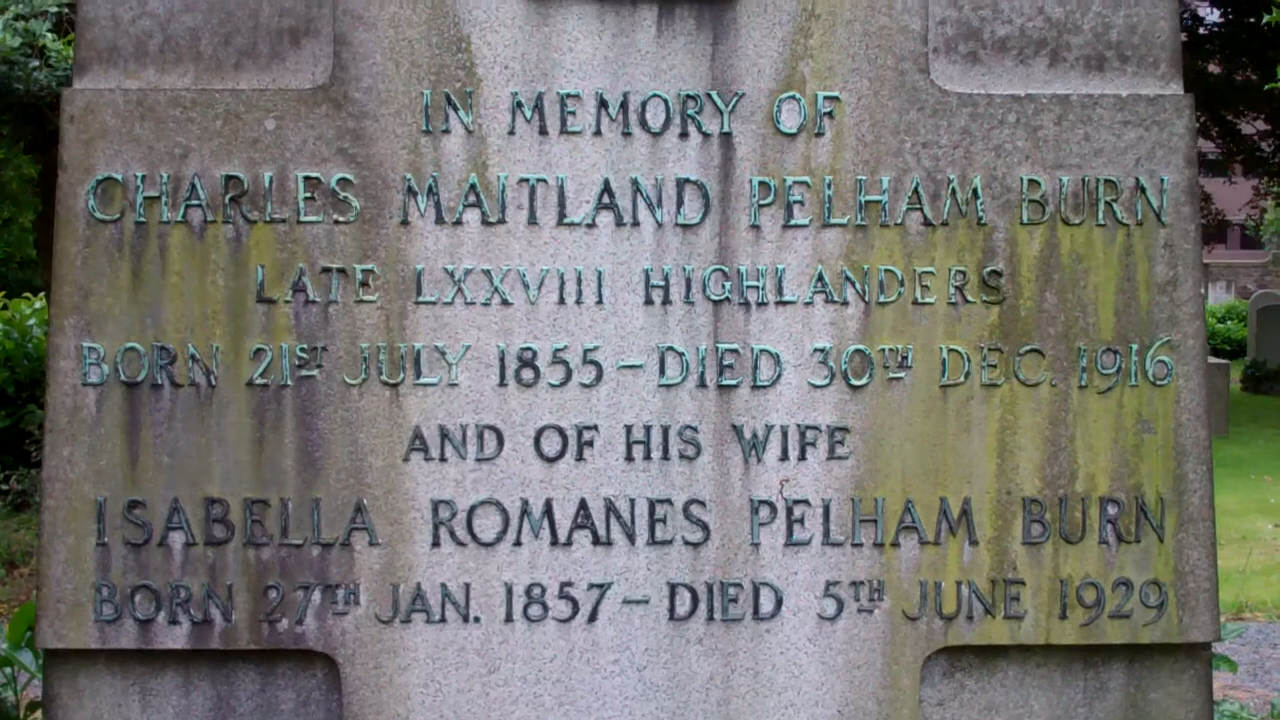 IN MEMORY OF
CHARLES MAITLAND PELHAM BURN
LATE LXXVIII HIGHLANDERS
BORN 21ST JULY 1855 – DIED 30TH DEC. 1916
AND OF HIS WIFE
ISABELLA ROMANES PELHAM BURN
BORN 27TH JAN. 1857 – DIED 5TH JUNE 1929